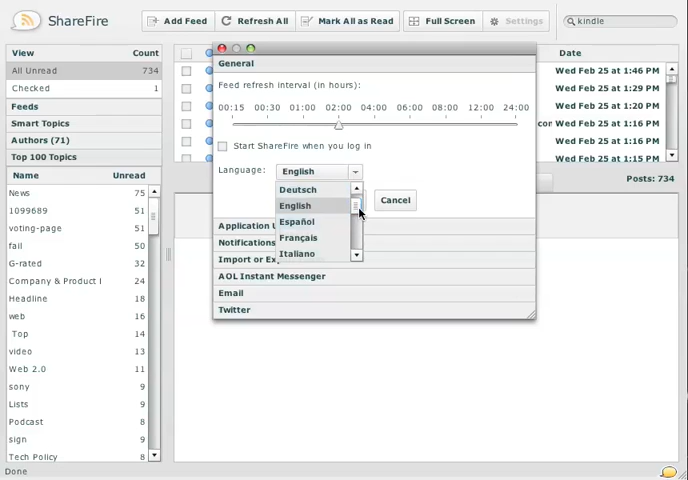 ShareFire
Add Feed
Refresh All
Mark All as Read
Full Screen
Settings
kindle
View Count
All Unread 734
Checked 1
Feeds
Smart Topics
Authors (71)
Top 100 Topics
Name Unread
News 75
1099689 51
voting-page 51
fail 50
G-rated 32
Company & Product I 24
Headline 18
web 16
Top 14
video 13
Web 2.0 11
sony 9
Lists 9
Podcast 8
sign 9
Tech Policy 8
Done
General
Feed refresh interval (in hours):
00:15 00:30 01:00 02:00 04:00 06:00 08:00 12:00 24:00
Start ShareFire when you log in
Language: English
Deutsch
English
Español
Français
Italiano
Cancel
Application U
Notifications
Import or Exp
AOL Instant Messenger
Email
Twitter
Date
Wed Feb 25 at 1:46 PM
Wed Feb 25 at 1:29 PM
Wed Feb 25 at 1:20 PM
com Wed Feb 25 at 1:16 PM
Wed Feb 25 at 1:16 PM
Wed Feb 25 at 1:15 PM
Posts: 734